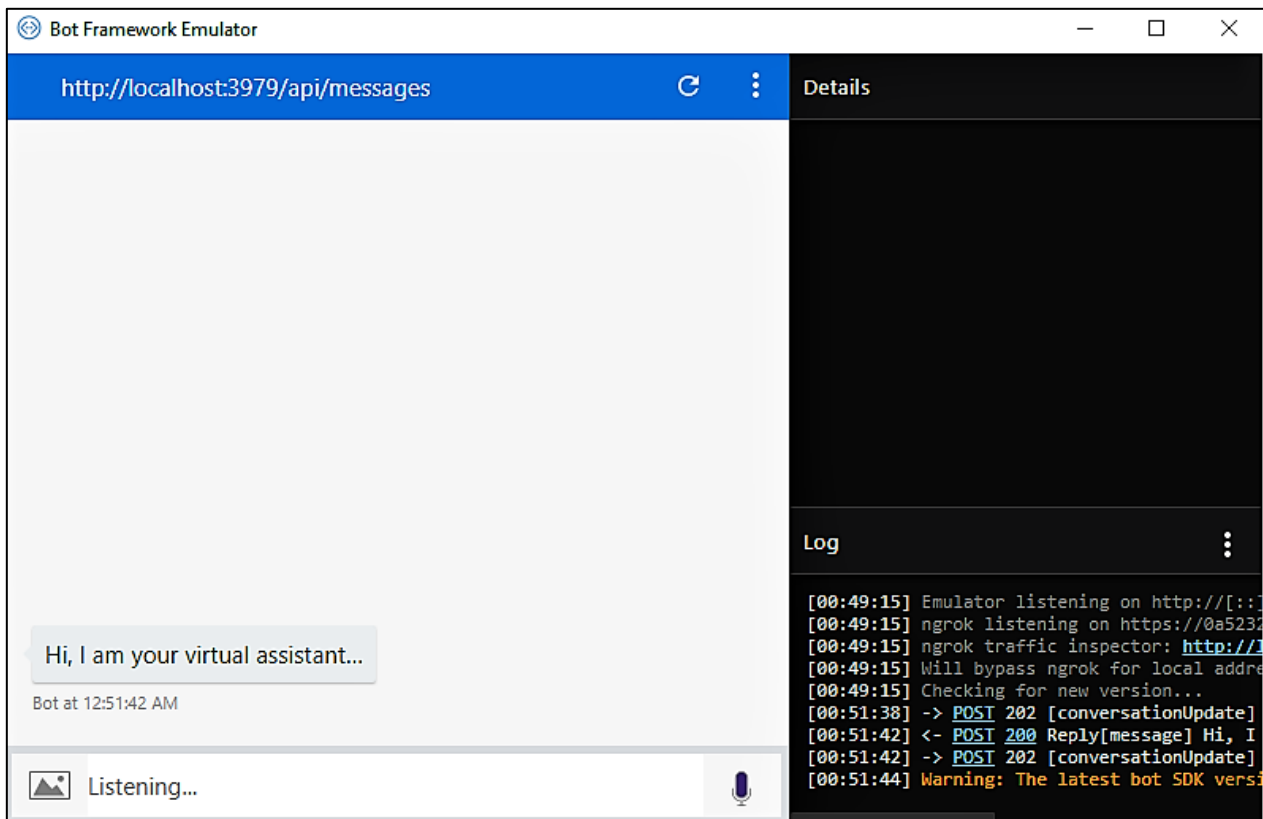 Bot Framework Emulator
http://localhost:3979/api/messages
Details
Hi, I am your virtual assistant...
Bot at 12:51:42 AM
Listening...
Log
[00:49:15] Emulator listening on http://[::]
[00:49:15] ngrok listening on https://0a5232
[00:49:15] ngrok traffic inspector: http://1
[00:49:15] Will bypass ngrok for local addre
[00:49:15] Checking for new version...
[00:51:38] -> POST 202 [conversationUpdate]
[00:51:42] <- POST 200 Reply[message] Hi, I
[00:51:42] -> POST 202 [conversationUpdate]
[00:51:44] Warning: The latest bot SDK versi